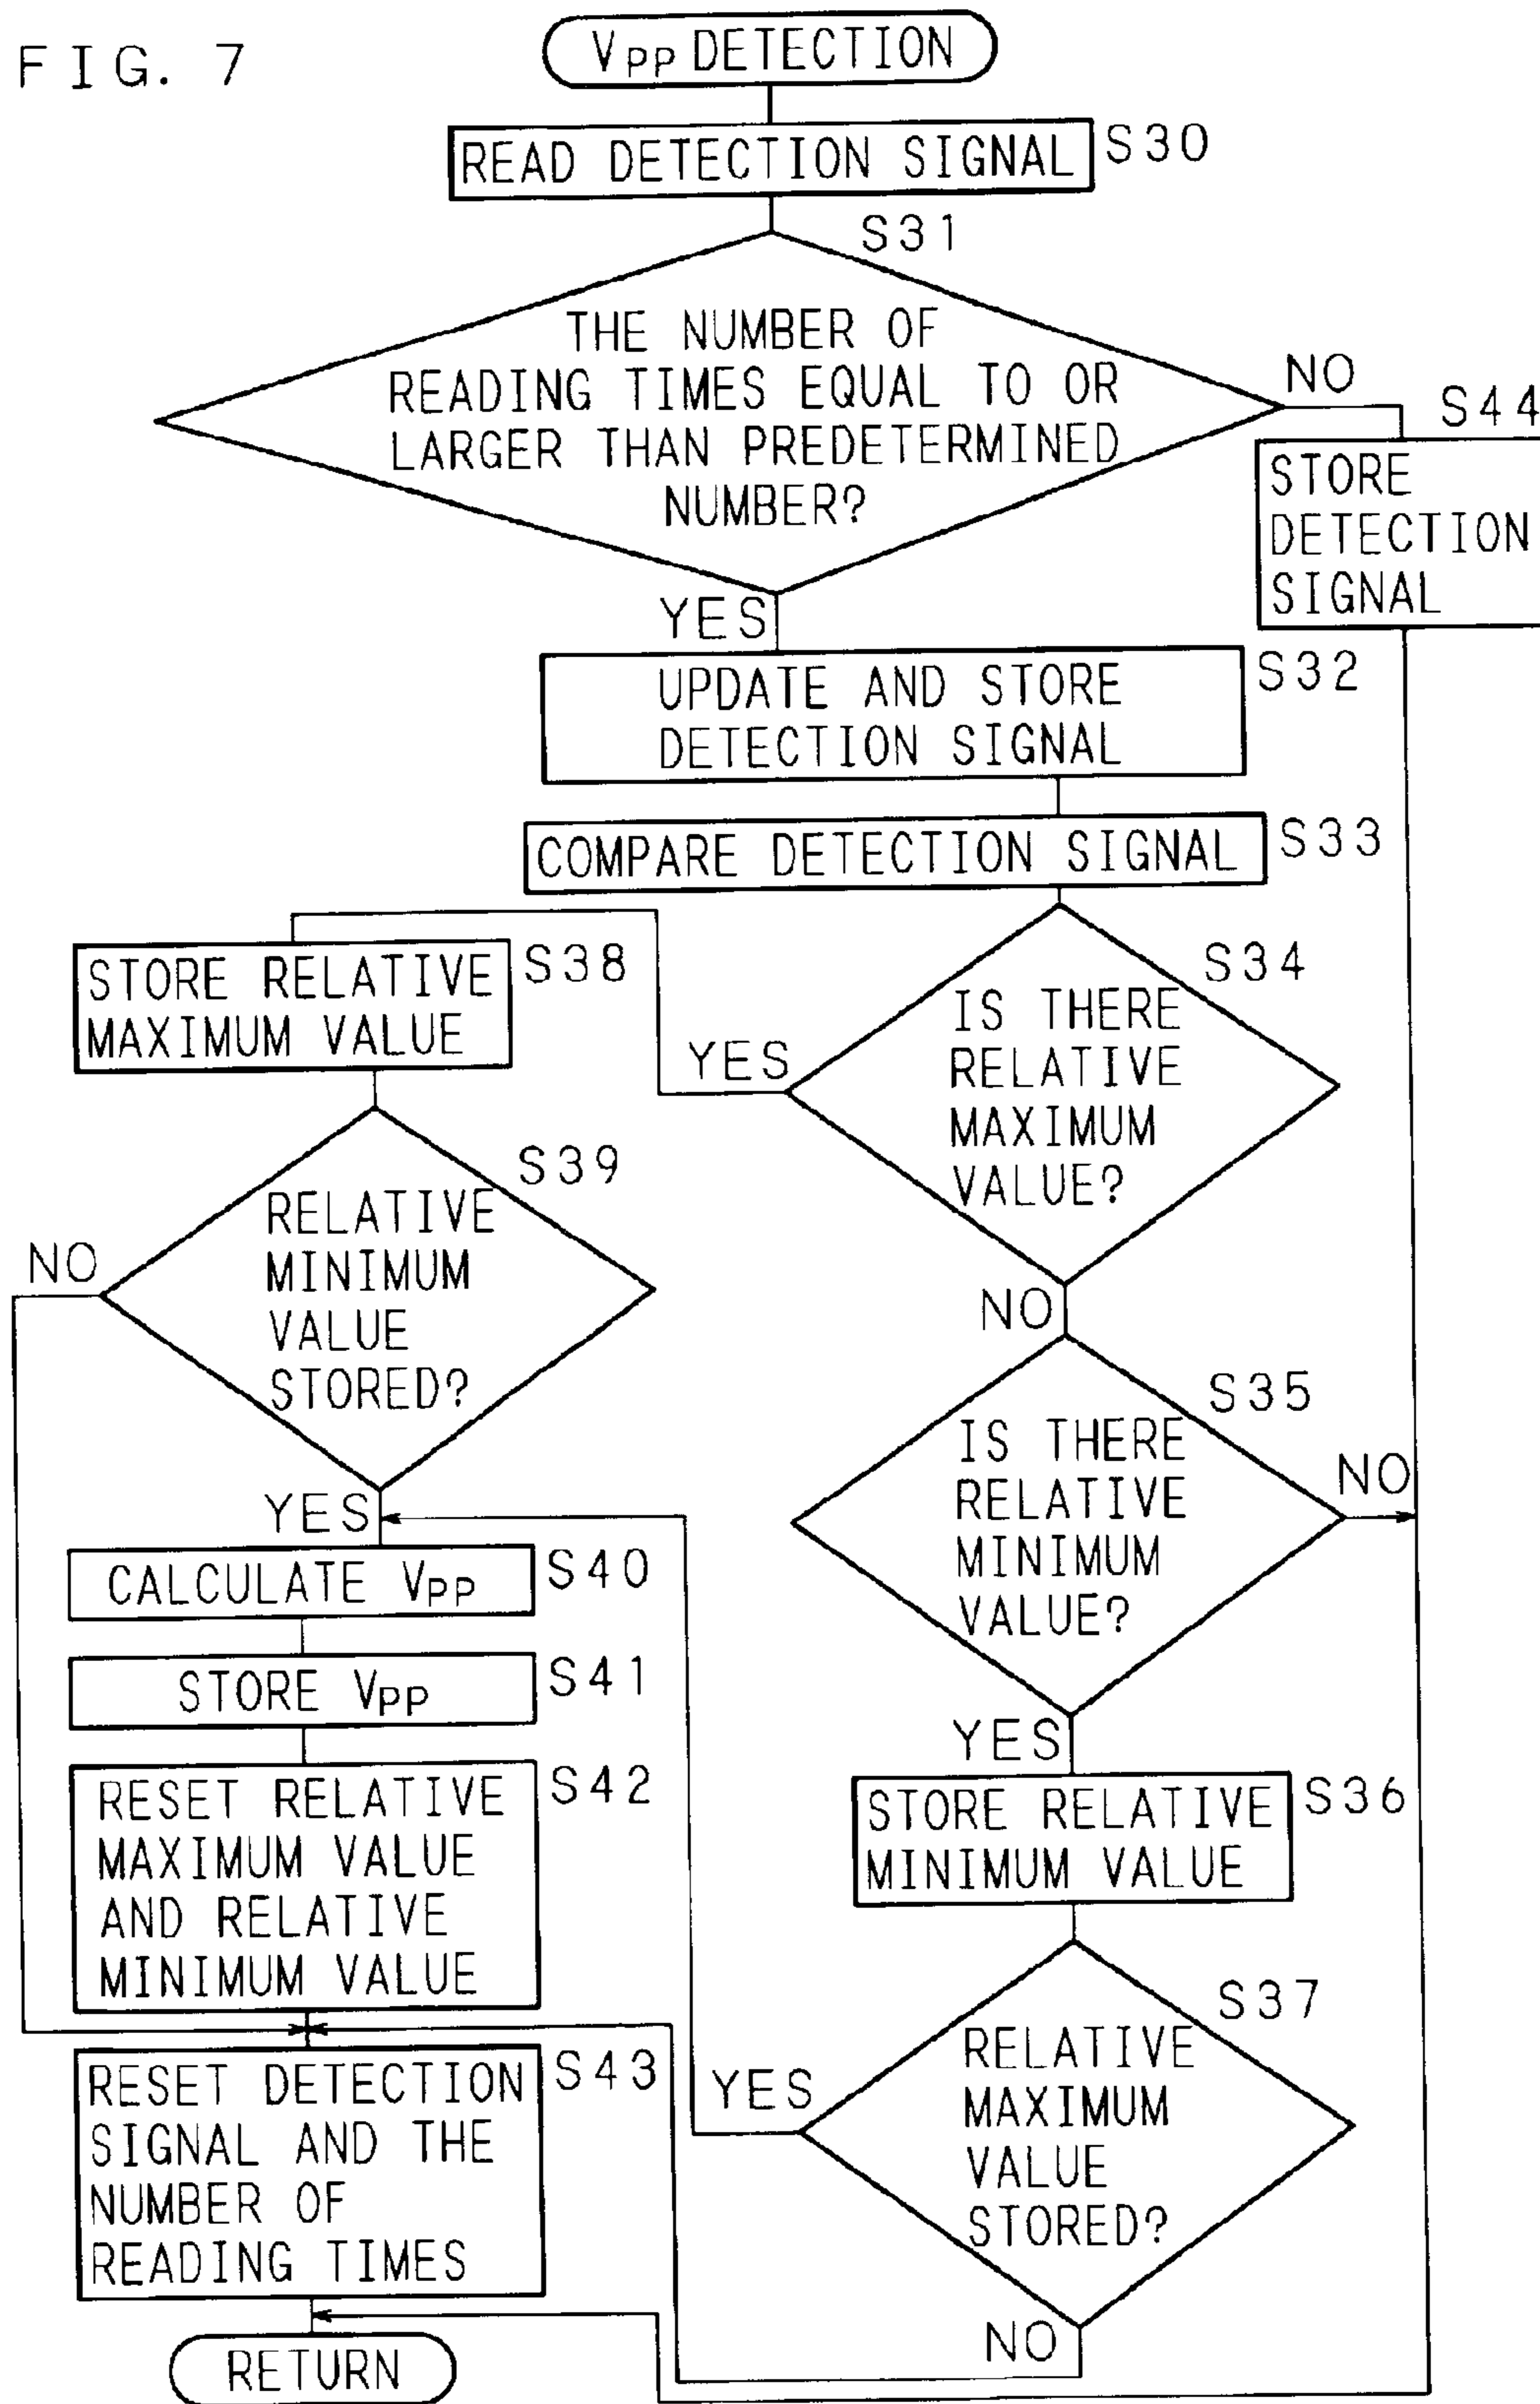 FIG. 7
VPP DETECTION
READ DETECTION SIGNAL
S30
S31
THE NUMBER OF
READING TIMES EQUAL TO OR
LARGER THAN PREDETERMINED
NUMBER?
NO
S44
STORE
DETECTION
SIGNAL
YES
UPDATE AND STORE
DETECTION SIGNAL
S32
COMPARE DETECTION SIGNAL
S33
S34
IS THERE
RELATIVE
MAXIMUM
VALUE?
YES
STORE RELATIVE
MAXIMUM VALUE
S38
S39
RELATIVE
MINIMUM
VALUE
STORED?
NO
NO
S35
IS THERE
RELATIVE
MINIMUM
VALUE?
NO
YES
CALCULATE VPP
S40
STORE VPP
S41
YES
RESET RELATIVE
MAXIMUM VALUE
AND RELATIVE
MINIMUM VALUE
S42
STORE RELATIVE
MINIMUM VALUE
S36
S37
RELATIVE
MAXIMUM
VALUE
STORED?
YES
RESET DETECTION
SIGNAL AND THE
NUMBER OF
READING TIMES
S43
NO
RETURN